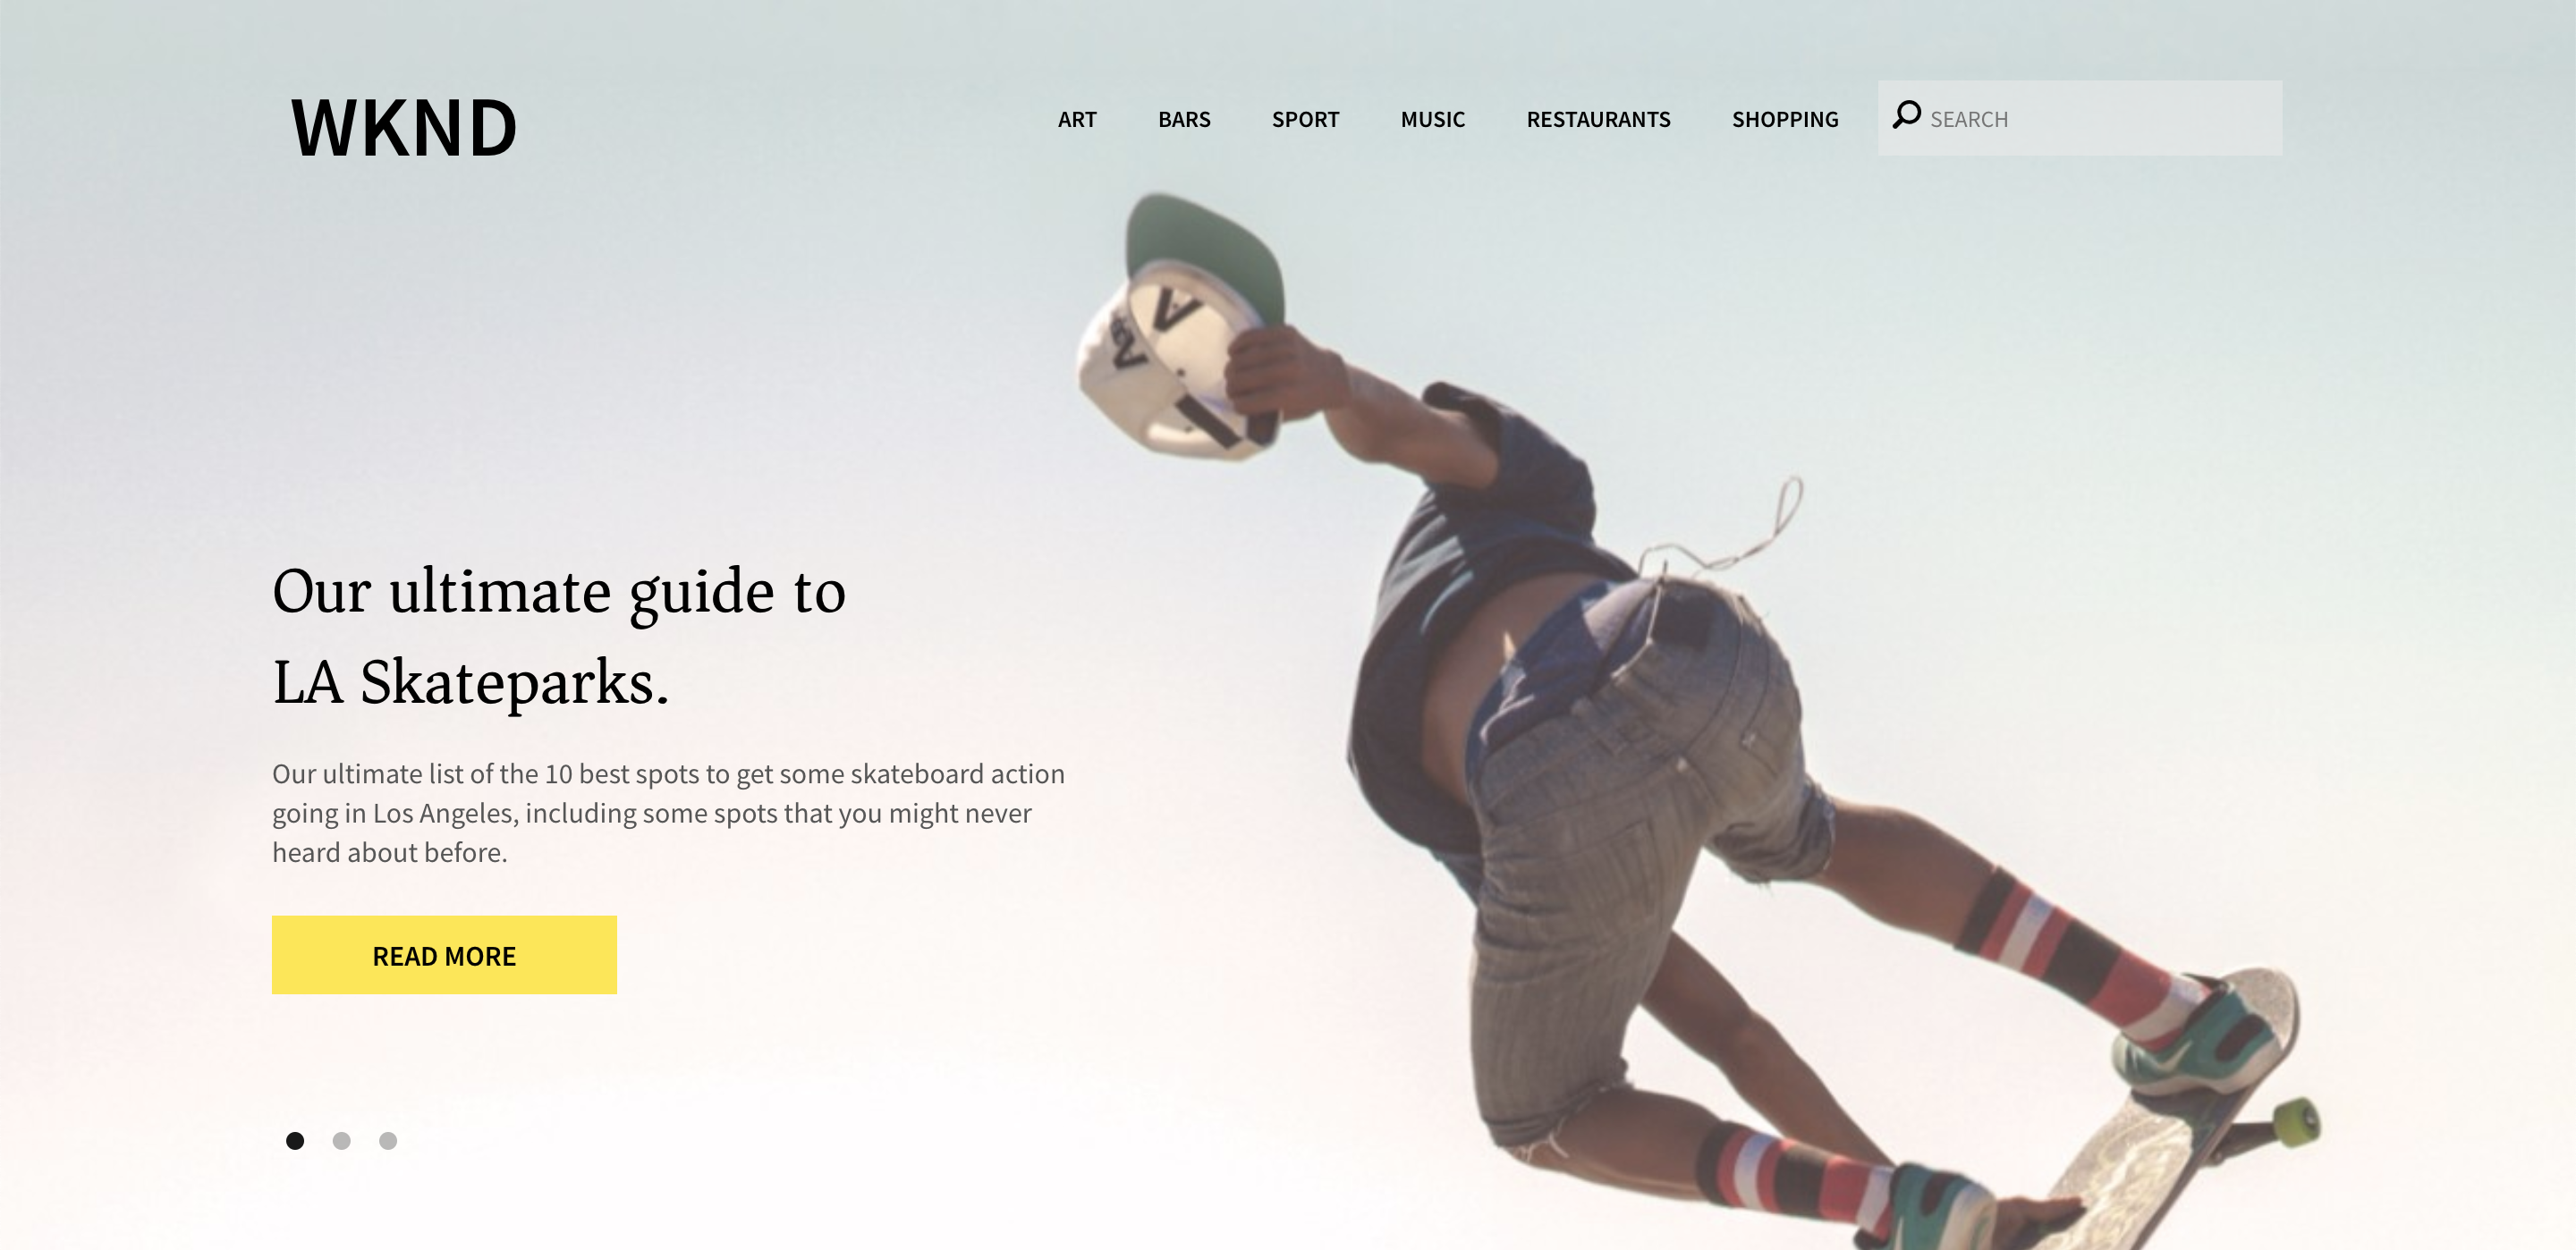 WKND
ART BARS SPORT MUSIC RESTAURANTS SHOPPING SEARCH
Our ultimate guide to
LA Skateparks.
Our ultimate list of the 10 best spots to get some skateboard action
going in Los Angeles, including some spots that you might never
heard about before.
READ MORE